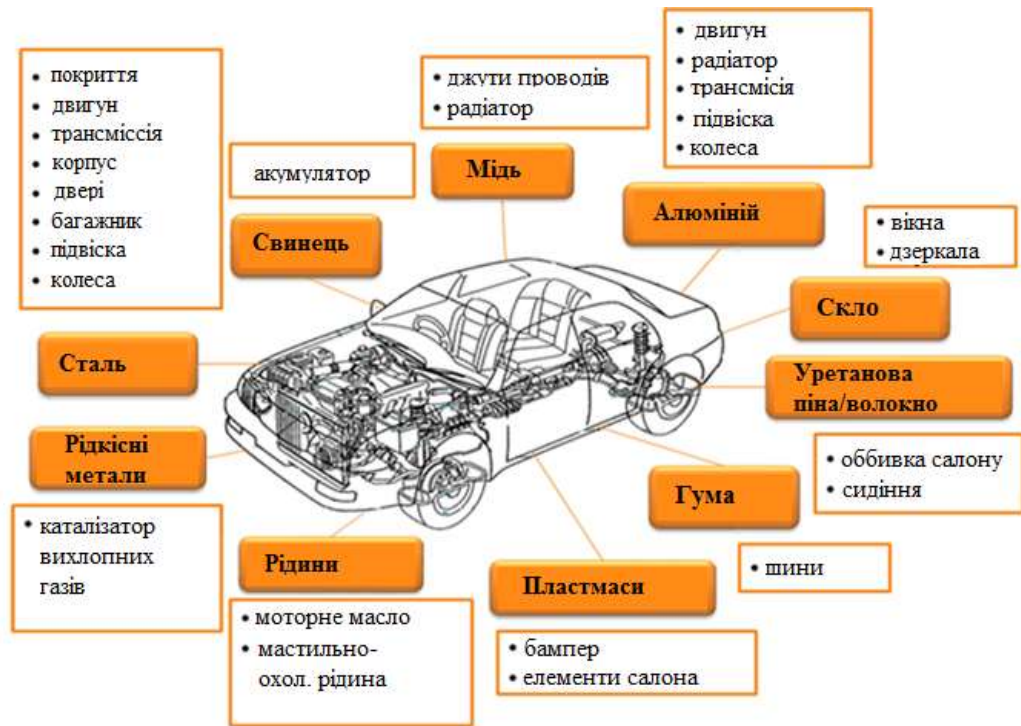 • покриття
• двигун
• трансміссія
• корпус
• двері
• багажник
• підвіска
• колеса
Сталь
акумулятор
Свинець
• джути проводів
• радіатор
Мідь
• двигун
• радіатор
• трансмісія
• підвіска
• колеса
Алюміній
• вікна
• дзеркала
Скло
Уретанова
піна/волокно
• оббивка салону
• сидіння
Гума
• шини
Пластмаси
• бампер
• елементи салона
Рідини
• моторне масло
• мастильно-
охол. рідина
Рідкісні
метали
• каталізатор
вихлопних
газів